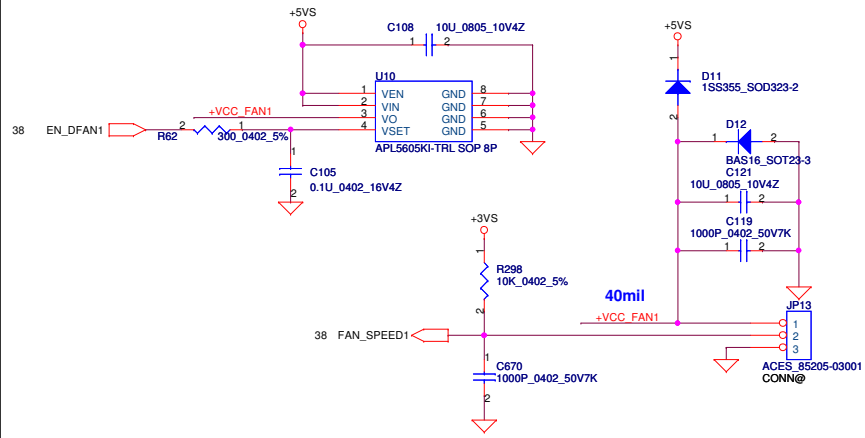 +5VS
C108 10U_0805_10V4Z
1 2
U10
1 VEN GND 8
2 VIN GND 7
3 VO GND 6
4 VSET GND 5
APL5605KI-TRL SOP 8P
+VCC_FAN1
38 EN_DFAN1
2 1
R62 300_0402_5%
1
C105
0.1U_0402_16V4Z
2
+5VS
1
D11
1SS355_SOD323-2
2
D12
1 2
BAS16_SOT23-3
C121
10U_0805_10V4Z
1 2
C119
1000P_0402_50V7K
1 2
+3VS
1
R298
10K_0402_5%
2
40mil
+VCC_FAN1
JP13
1
2
3
ACES_85205-03001
CONN@
38 FAN_SPEED1
1
C670
1000P_0402_50V7K
2